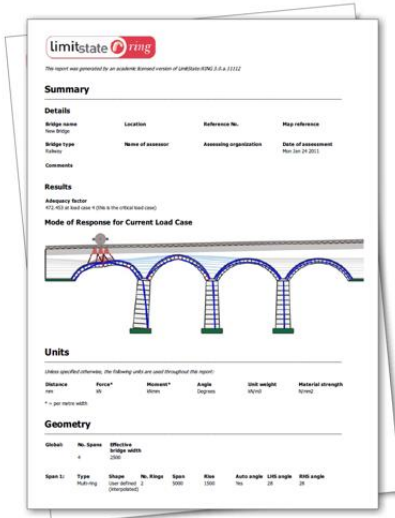 limitstate ring
This report was generated by an academic licensed version of LimitState:RING 3.0.a.11112
Summary
Details
Bridge name Location Reference No. Map reference
New Bridge
Bridge type Name of assessor Assessing organization Date of assessment
Railway Mon Jan 24 2011
Comments
Results
Adequacy factor
472.453 at load case 4 (this is the critical load case)
Mode of Response for Current Load Case
Units
Unless specified otherwise, the following units are used throughout this report:
Distance Force* Moment* Angle Unit weight Material strength
mm kN kNmm Degrees kN/m3 N/mm2
* = per metre width
Geometry
Global: No. Spans Effective bridge width
4 2500
Span 1: Type Shape No. Rings Span Rise Auto angle LHS angle RHS angle
Multi-ring User defined 2 5000 1500 Yes 28 28
(interpolated)